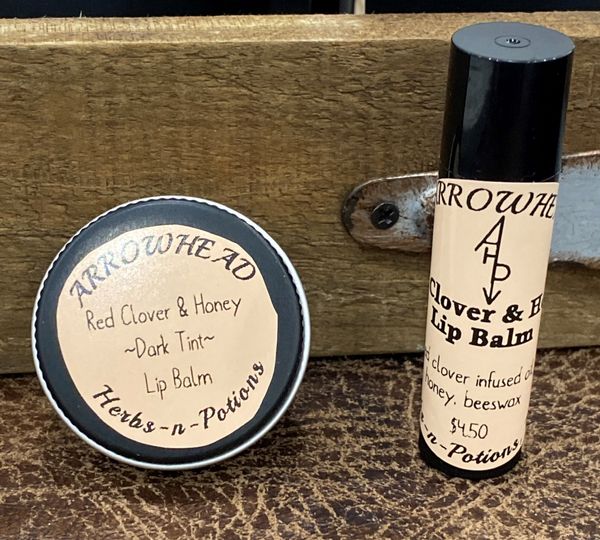 ARROWHEAD
Red Clover & Honey
~Dark Tint~
Lip Balm
Herbs-n-Potions
RROWHE
AHP
Clover & H
Lip Balm
d clover infused oi
honey, beeswax
$4.50
-n-Potions